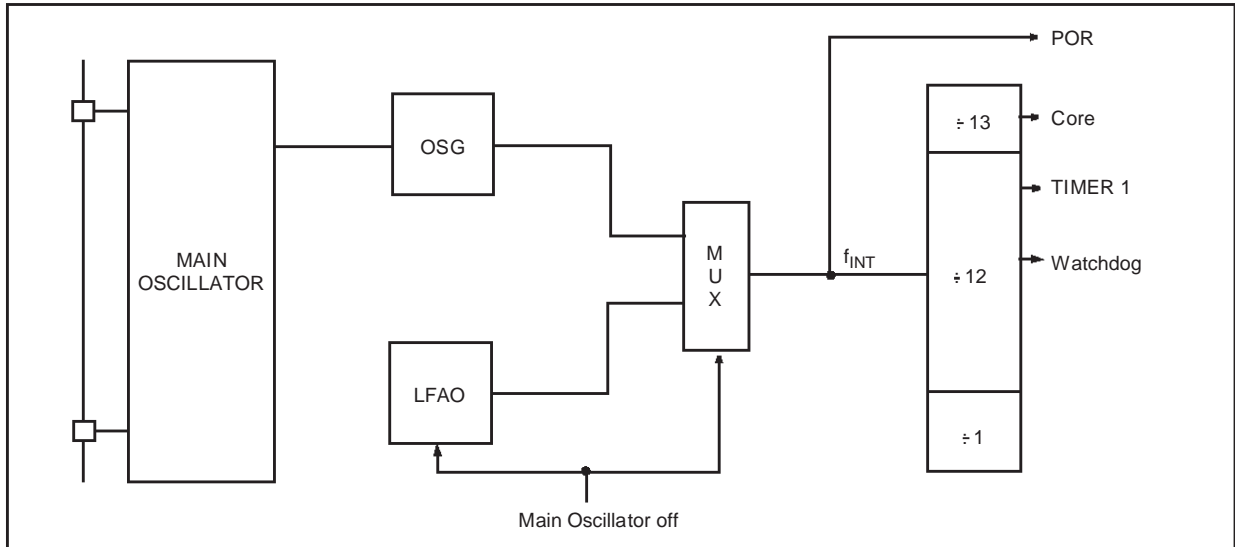 POR
÷ 13
Core
OSG
TIMER 1
MAIN
OSCILLATOR
M
U
X
f_INT
÷ 12
Watchdog
LFAO
÷ 1
Main Oscillator off